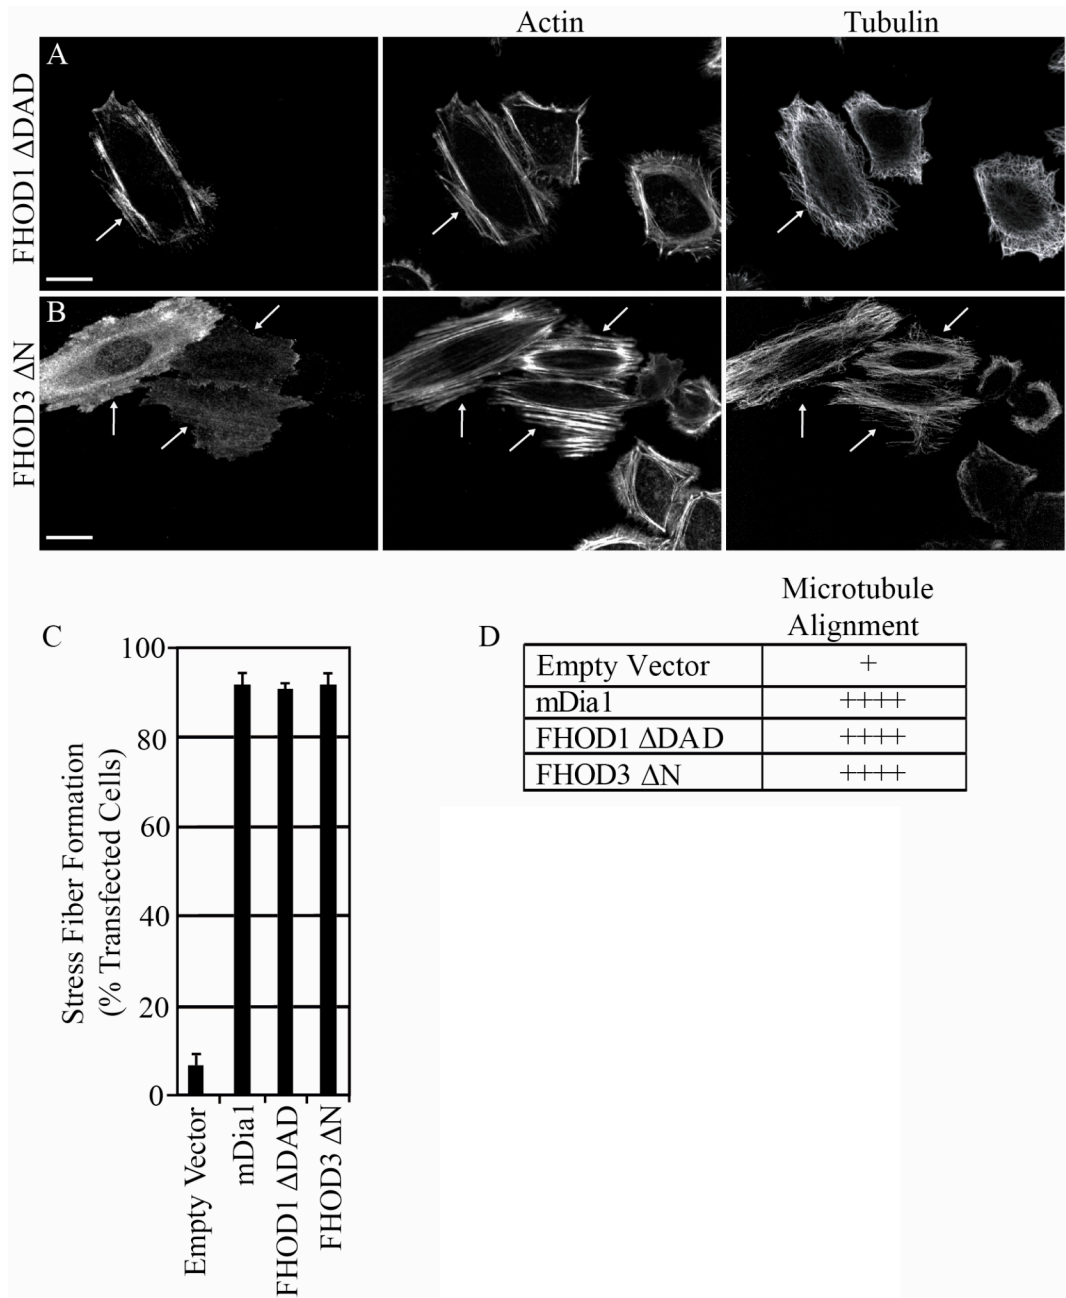 Actin
Tubulin
A
FHOD1 ΔDAD
B
FHOD3 ΔN
C
Stress Fiber Formation
(% Transfected Cells)
100
80
60
40
20
0
Empty Vector
mDia1
FHOD1 ΔDAD
FHOD3 ΔN
D
Microtubule
Alignment
Empty Vector +
mDia1 ++++
FHOD1 ΔDAD ++++
FHOD3 ΔN ++++